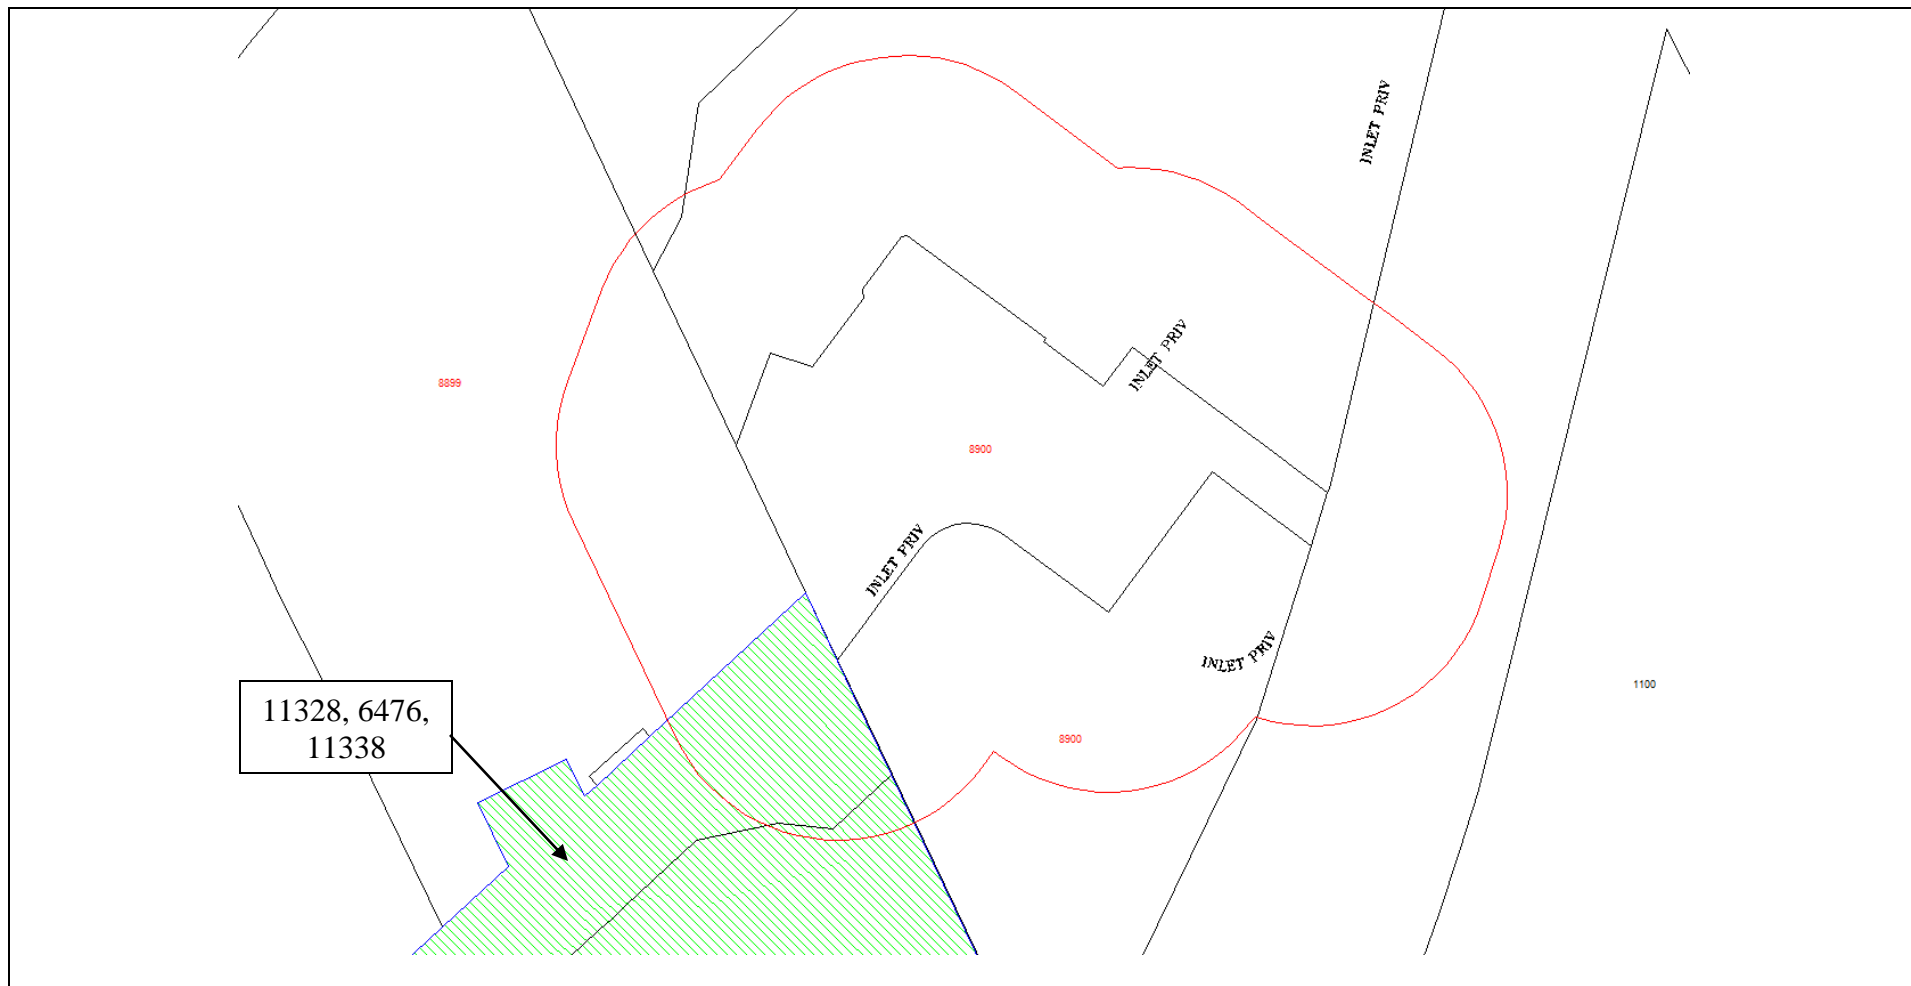 INLET PRIV
INLET PRIV
8899
8900
INLET PRIV
INLET PRIV
1100
11328, 6476,
11338
8900